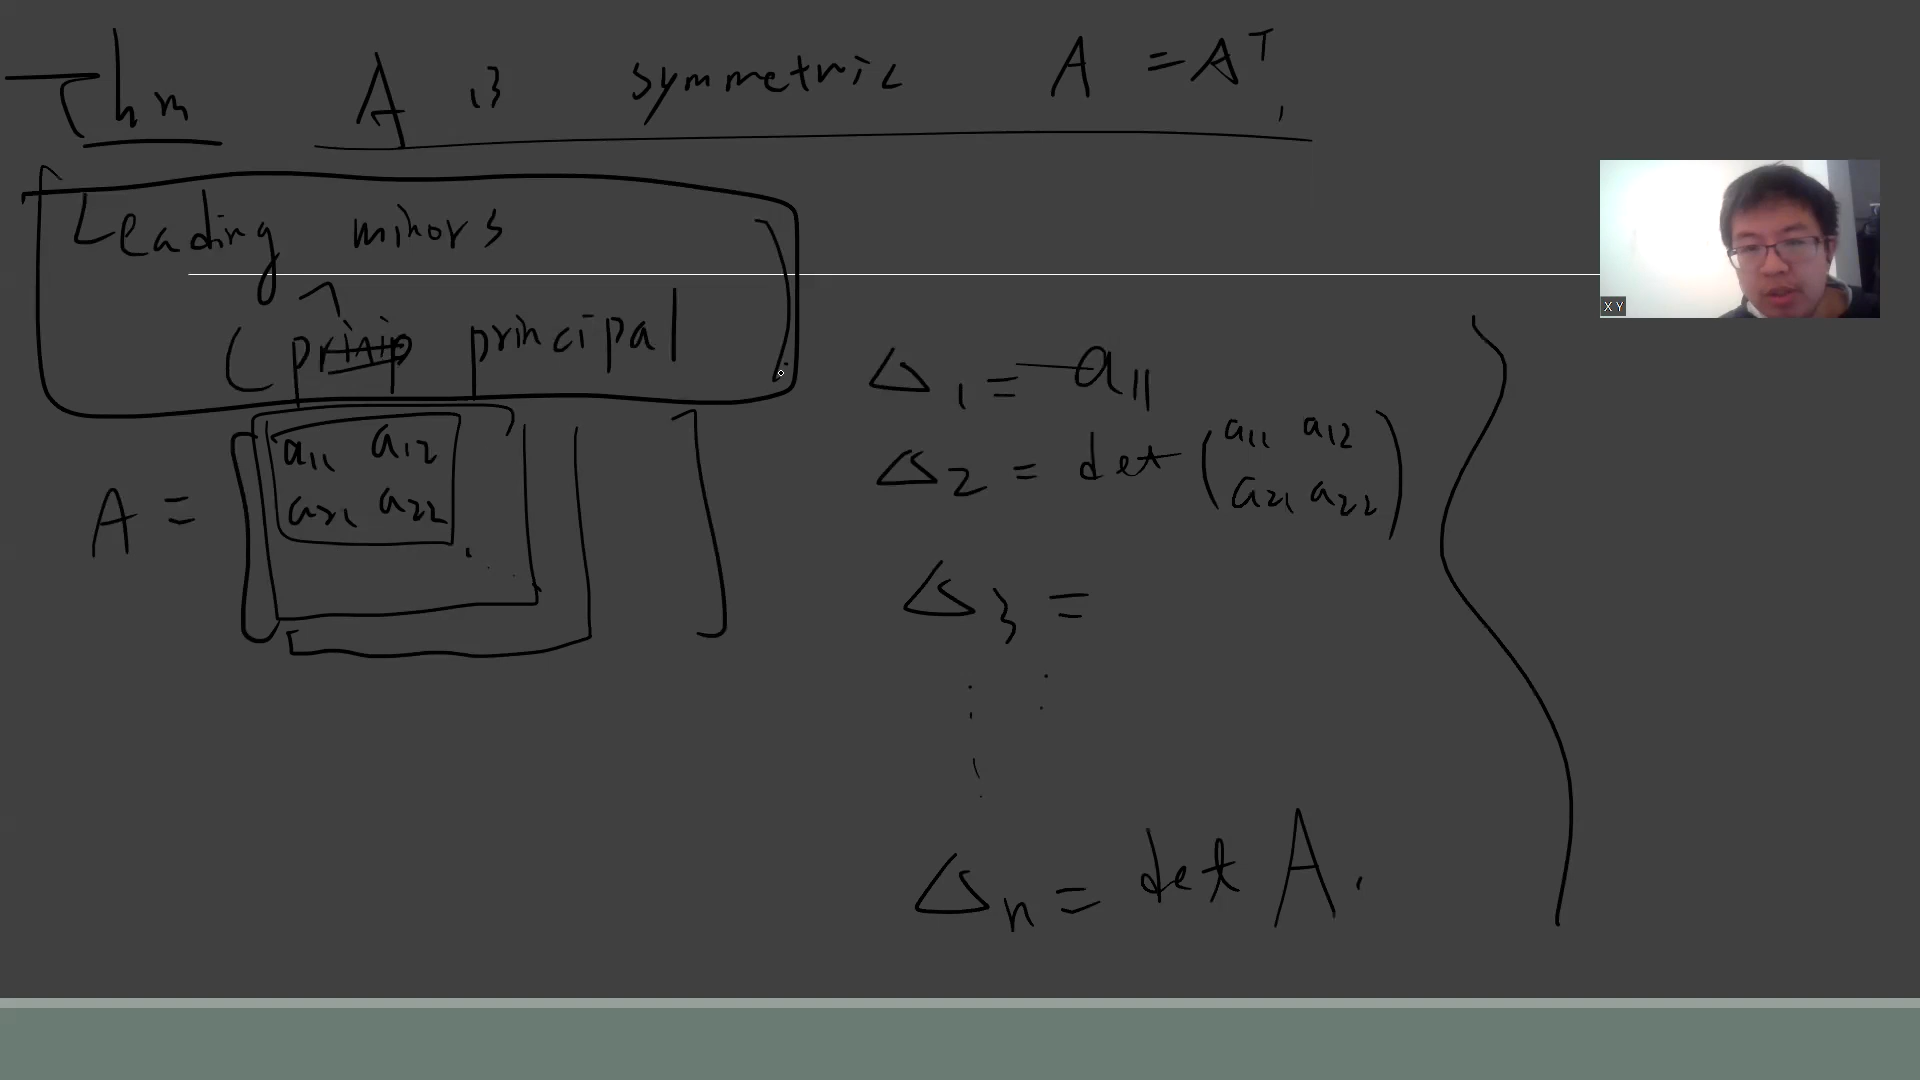 Thm A is symmetric A = Aᵀ,
Leading minors
( principal )
A = [ a₁₁ a₁₂
a₂₁ a₂₂ ]
Δ₁ = a₁₁
Δ₂ = det ( a₁₁ a₁₂
a₂₁ a₂₂ )
Δ₃ =
Δₙ = det A.
X Y